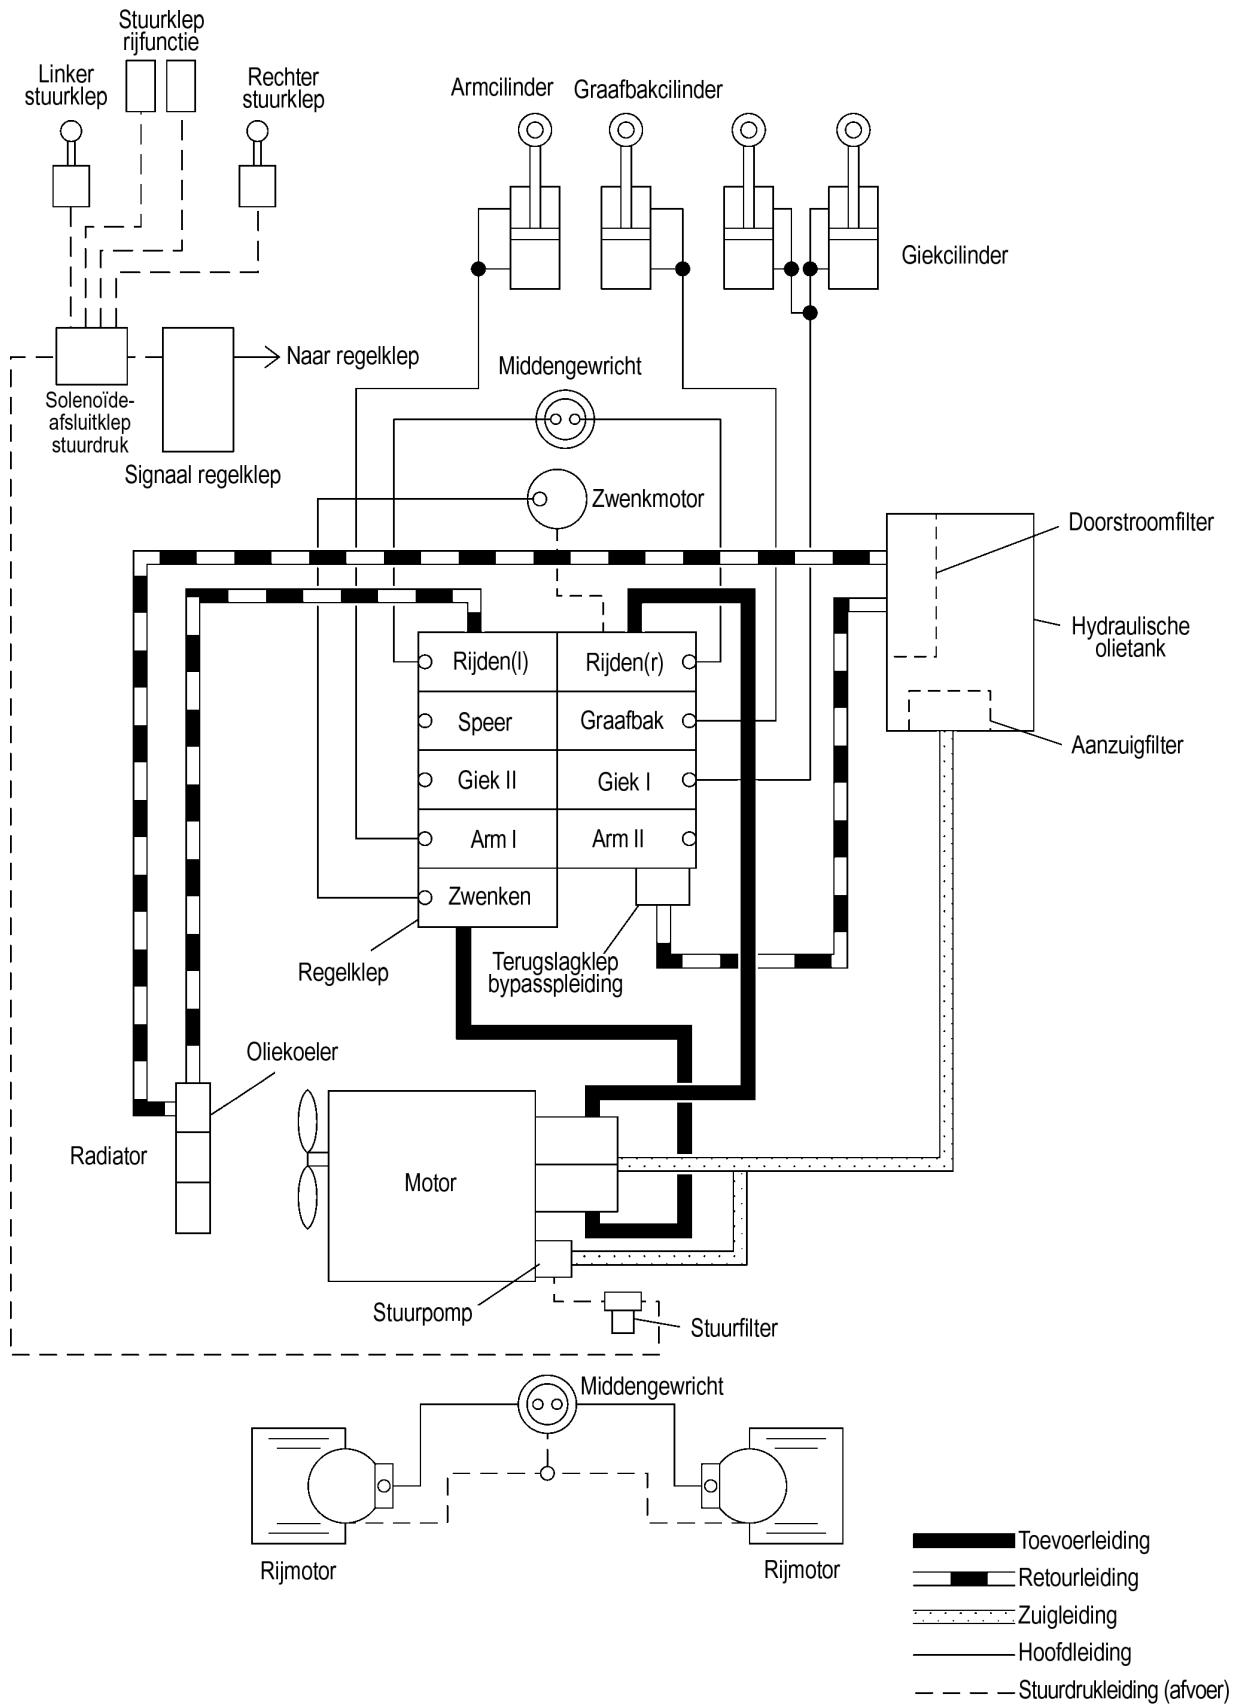 Stuurklep
rijfunctie
Linker
stuurklep
Rechter
stuurklep
Armcilinder
Graafbakcilinder
Giekcilinder
Naar regelklep
Solenoïde-
afsluitklep
stuurdruk
Signaal regelklep
Middengewricht
Zwenkmotor
Doorstroomfilter
Hydraulische
olietank
Aanzuigfilter
Rijden(l)
Rijden(r)
Speer
Graafbak
Giek II
Giek I
Arm I
Arm II
Zwenken
Regelklep
Terugslagklep
bypasspleiding
Oliekoeler
Radiator
Motor
Stuurpomp
Stuurfilter
Middengewricht
Rijmotor
Rijmotor
Toevoerleiding
Retourleiding
Zuigleiding
Hoofdleiding
Stuurdrukleiding (afvoer)